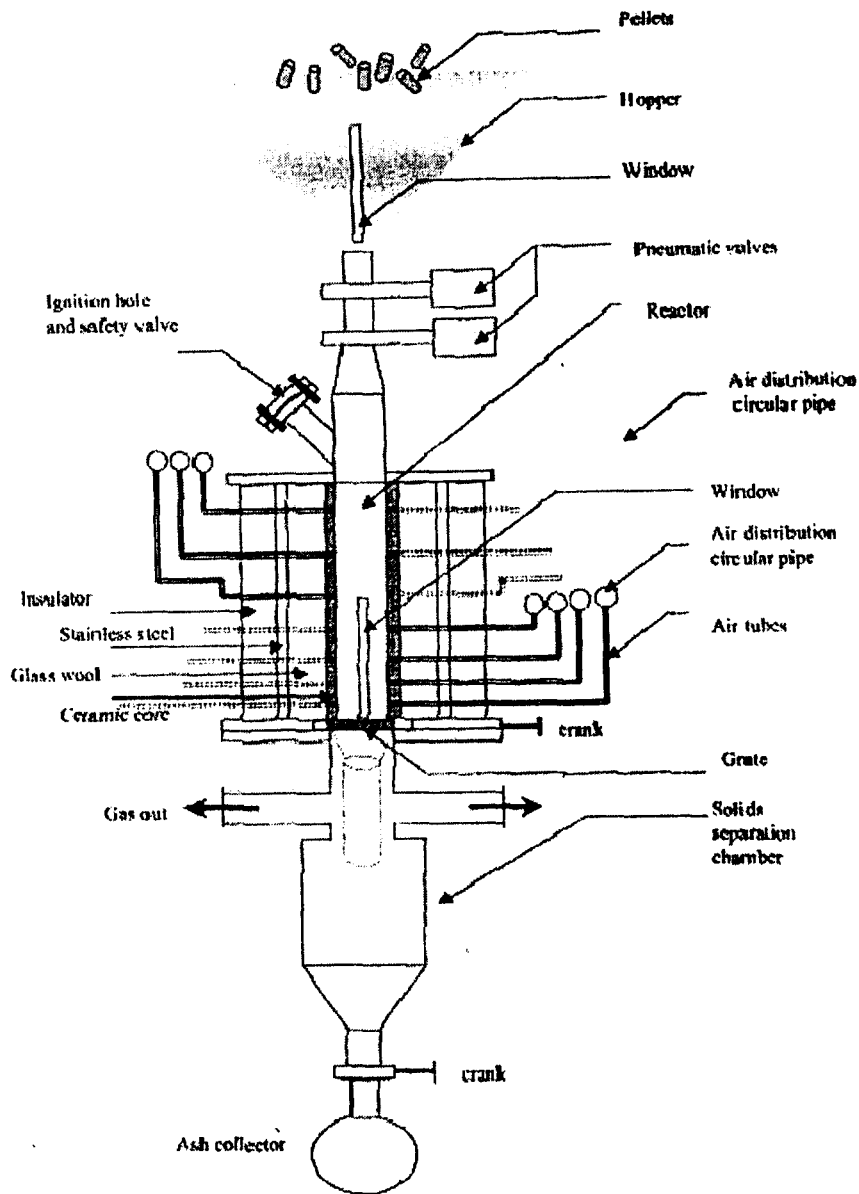 Pellets
Hopper
Window
Pneumatic valves
Ignition hole
and safety valve
Reactor
Air distribution
circular pipe
Window
Air distribution
circular pipe
Insulator
Stainless steel
Air tubes
Glass wool
Ceramic core
crank
Grate
Gas out
Solids
separation
chamber
crank
Ash collector